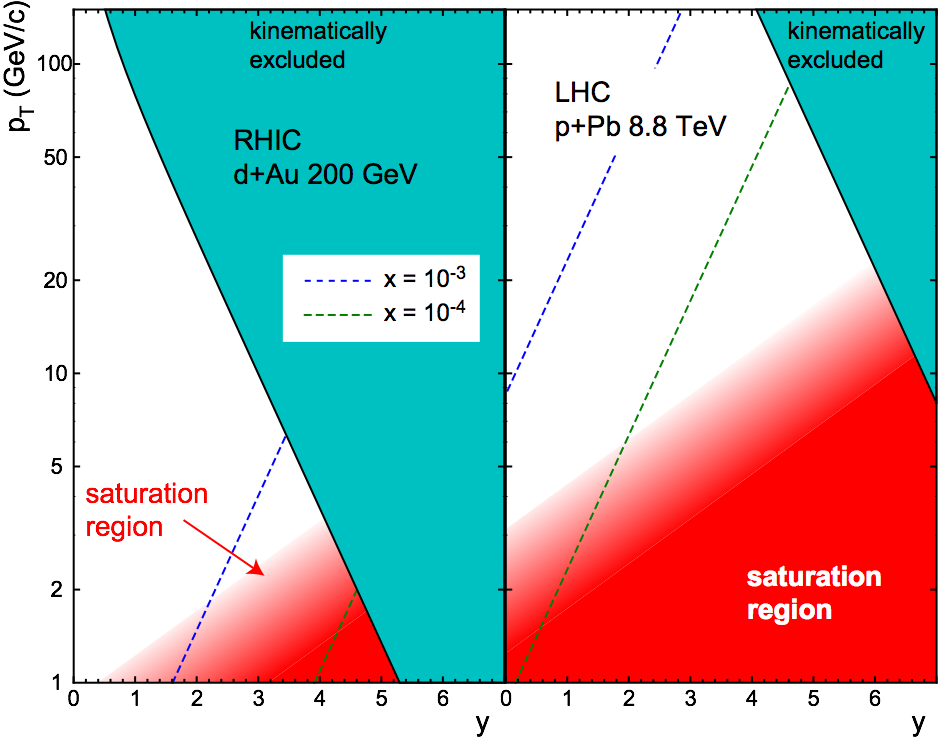 kinematically
excluded
RHIC
d+Au 200 GeV
x = 10⁻³
x = 10⁻⁴
saturation
region
p_T (GeV/c)
100
50
20
10
5
2
1
0 1 2 3 4 5 6
y
kinematically
excluded
LHC
p+Pb 8.8 TeV
saturation
region
0 1 2 3 4 5 6
y